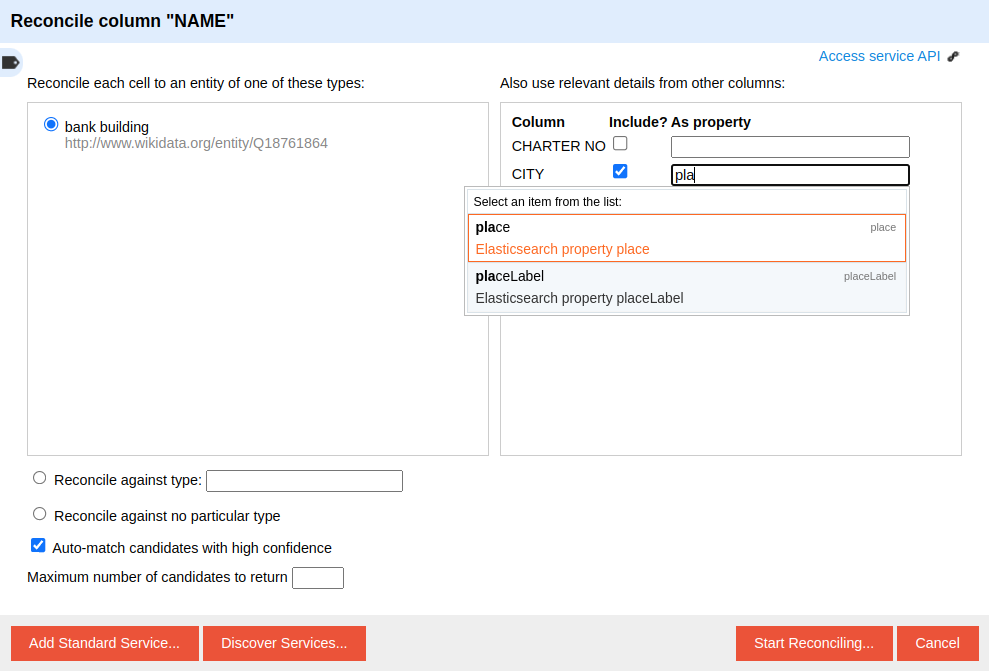 Reconcile column "NAME"
Access service API
Reconcile each cell to an entity of one of these types:
Also use relevant details from other columns:
bank building
http://www.wikidata.org/entity/Q18761864
Column Include? As property
CHARTER NO
CITY pla
Select an item from the list:
place place
Elasticsearch property place
placeLabel placeLabel
Elasticsearch property placeLabel
Reconcile against type:
Reconcile against no particular type
Auto-match candidates with high confidence
Maximum number of candidates to return
Add Standard Service... Discover Services... Start Reconciling... Cancel